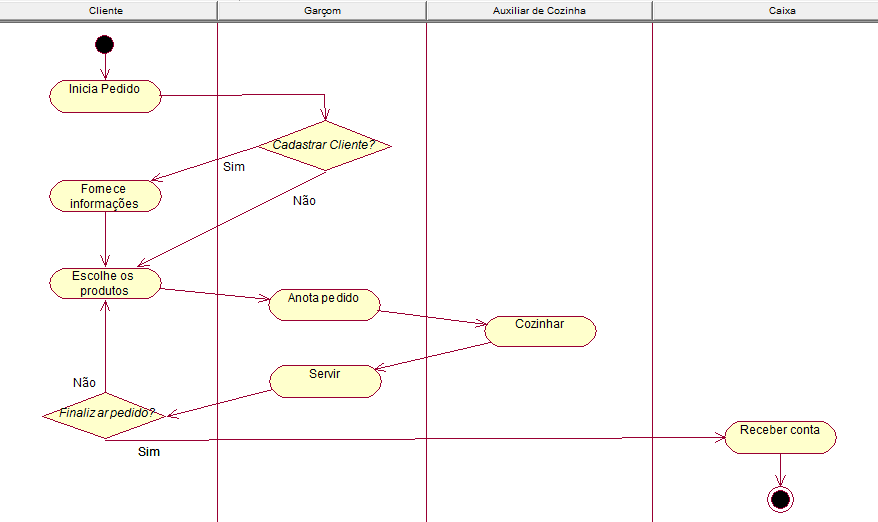 Cliente
Garçom
Auxiliar de Cozinha
Caixa
Inicia Pedido
Cadastrar Cliente?
Sim
Fornece
informações
Não
Escolhe os
produtos
Anota pedido
Cozinhar
Servir
Não
Finalizar pedido?
Sim
Receber conta